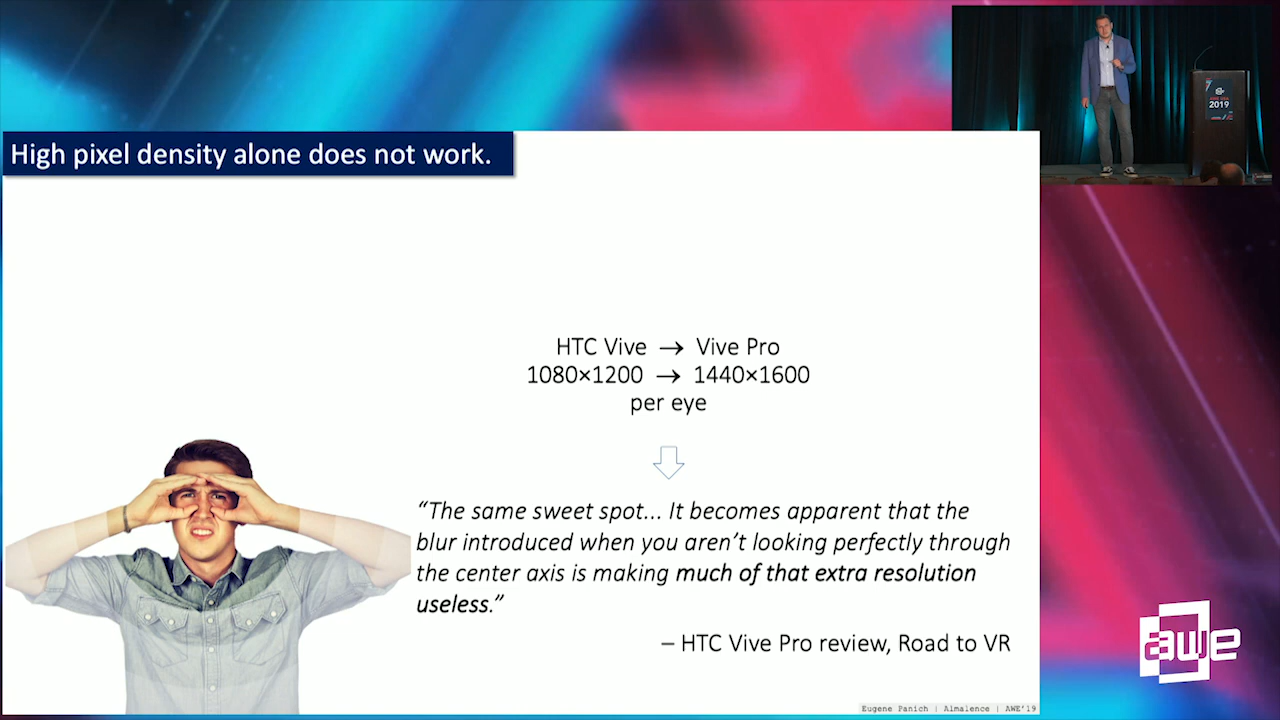 High pixel density alone does not work.
HTC Vive → Vive Pro
1080×1200 → 1440×1600
per eye
“The same sweet spot... It becomes apparent that the
blur introduced when you aren’t looking perfectly through
the center axis is making much of that extra resolution
useless.”
– HTC Vive Pro review, Road to VR
Eugene Panich | Almalence | AWE’19
2019
awe